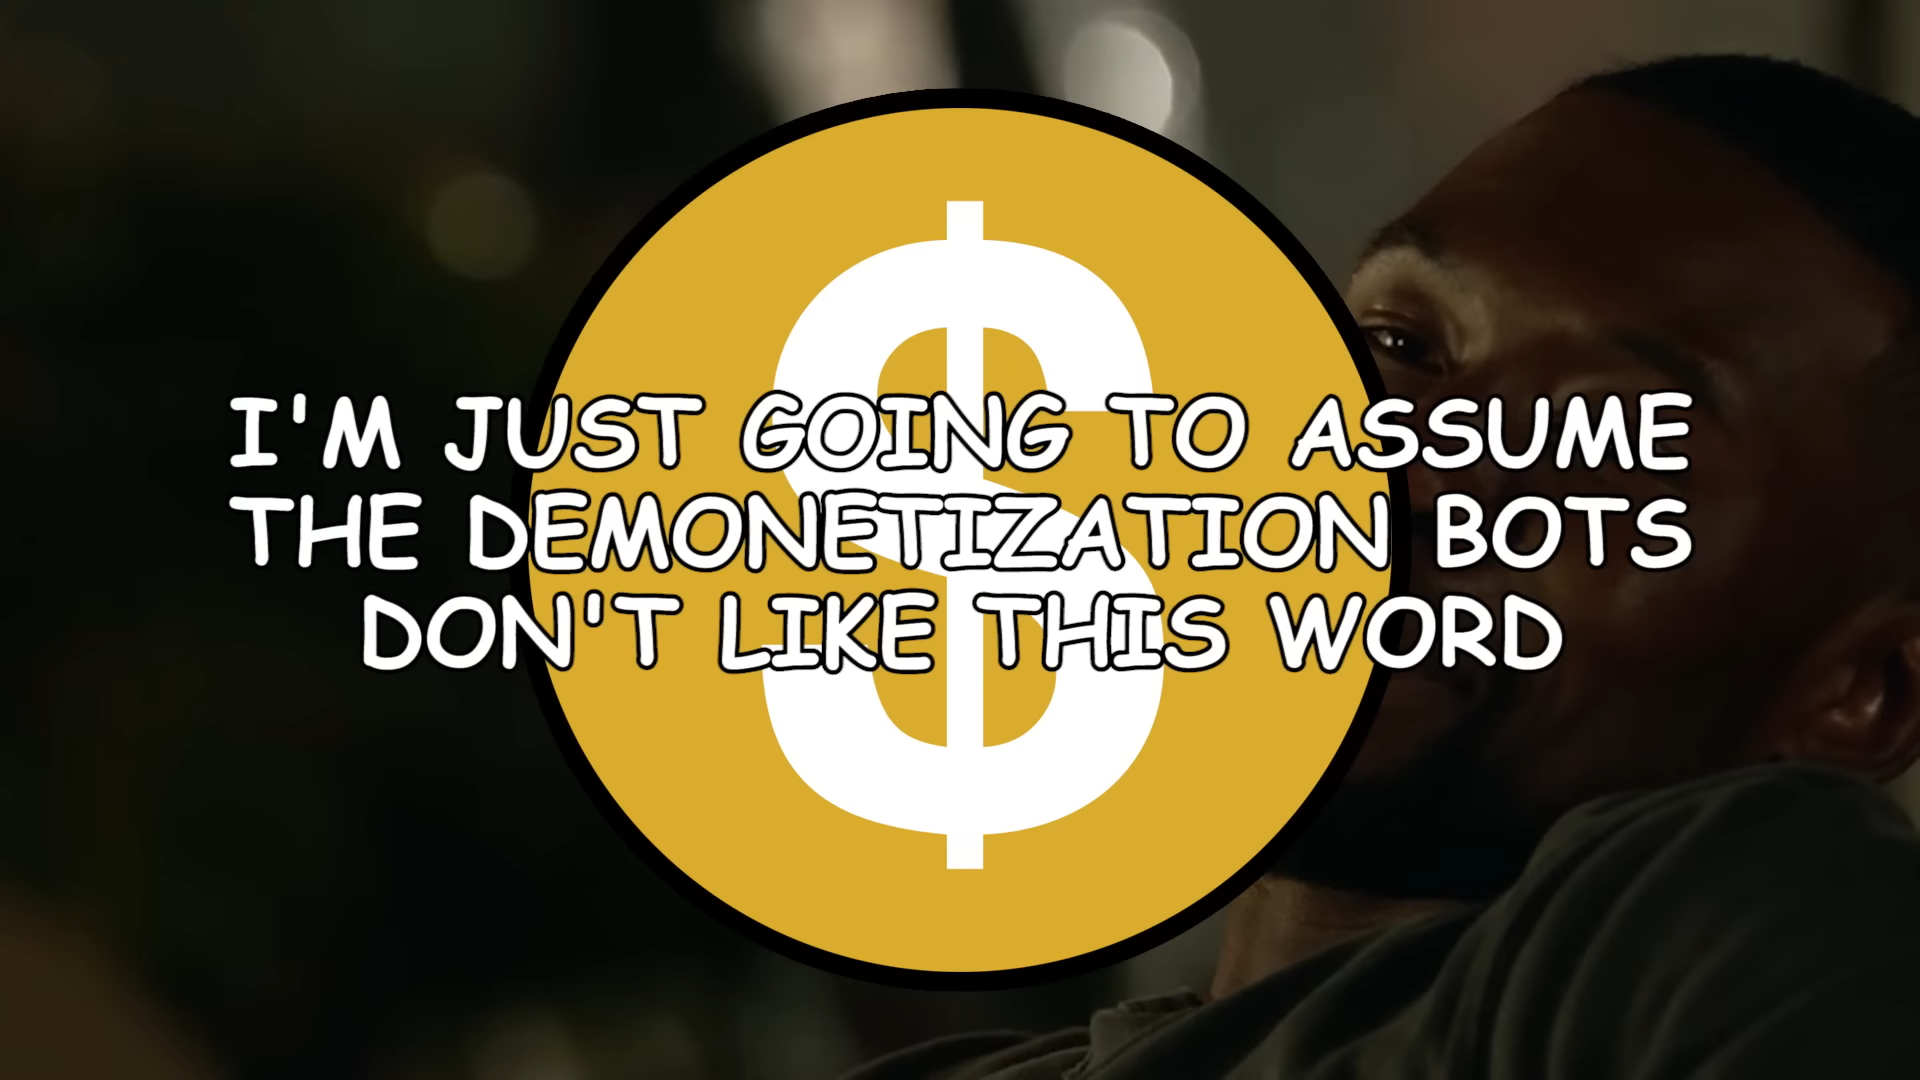 I'M JUST GOING TO ASSUME
THE DEMONETIZATION BOTS
DON'T LIKE THIS WORD